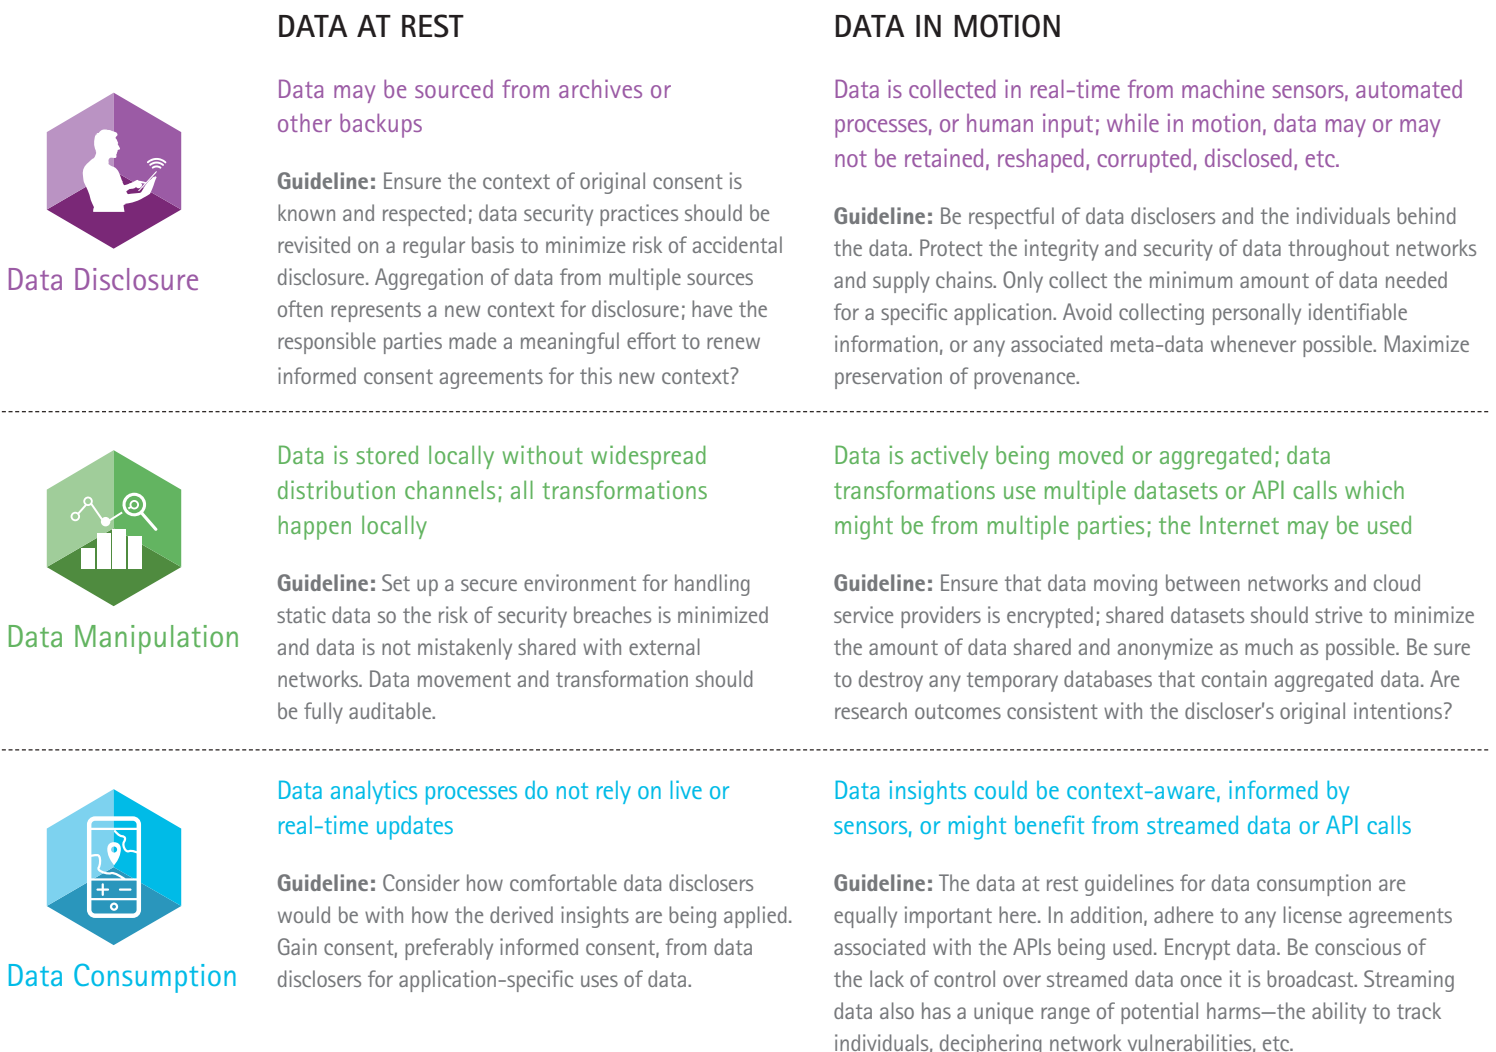 DATA AT REST
DATA IN MOTION
Data Disclosure
Data may be sourced from archives or
other backups
Guideline: Ensure the context of original consent is
known and respected; data security practices should be
revisited on a regular basis to minimize risk of accidental
disclosure. Aggregation of data from multiple sources
often represents a new context for disclosure; have the
responsible parties made a meaningful effort to renew
informed consent agreements for this new context?
Data is collected in real-time from machine sensors, automated
processes, or human input; while in motion, data may or may
not be retained, reshaped, corrupted, disclosed, etc.
Guideline: Be respectful of data disclosers and the individuals behind
the data. Protect the integrity and security of data throughout networks
and supply chains. Only collect the minimum amount of data needed
for a specific application. Avoid collecting personally identifiable
information, or any associated meta-data whenever possible. Maximize
preservation of provenance.
Data Manipulation
Data is stored locally without widespread
distribution channels; all transformations
happen locally
Guideline: Set up a secure environment for handling
static data so the risk of security breaches is minimized
and data is not mistakenly shared with external
networks. Data movement and transformation should
be fully auditable.
Data is actively being moved or aggregated; data
transformations use multiple datasets or API calls which
might be from multiple parties; the Internet may be used
Guideline: Ensure that data moving between networks and cloud
service providers is encrypted; shared datasets should strive to minimize
the amount of data shared and anonymize as much as possible. Be sure
to destroy any temporary databases that contain aggregated data. Are
research outcomes consistent with the discloser's original intentions?
Data Consumption
Data analytics processes do not rely on live or
real-time updates
Guideline: Consider how comfortable data disclosers
would be with how the derived insights are being applied.
Gain consent, preferably informed consent, from data
disclosers for application-specific uses of data.
Data insights could be context-aware, informed by
sensors, or might benefit from streamed data or API calls
Guideline: The data at rest guidelines for data consumption are
equally important here. In addition, adhere to any license agreements
associated with the APIs being used. Encrypt data. Be conscious of
the lack of control over streamed data once it is broadcast. Streaming
data also has a unique range of potential harms—the ability to track
individuals, deciphering network vulnerabilities, etc.